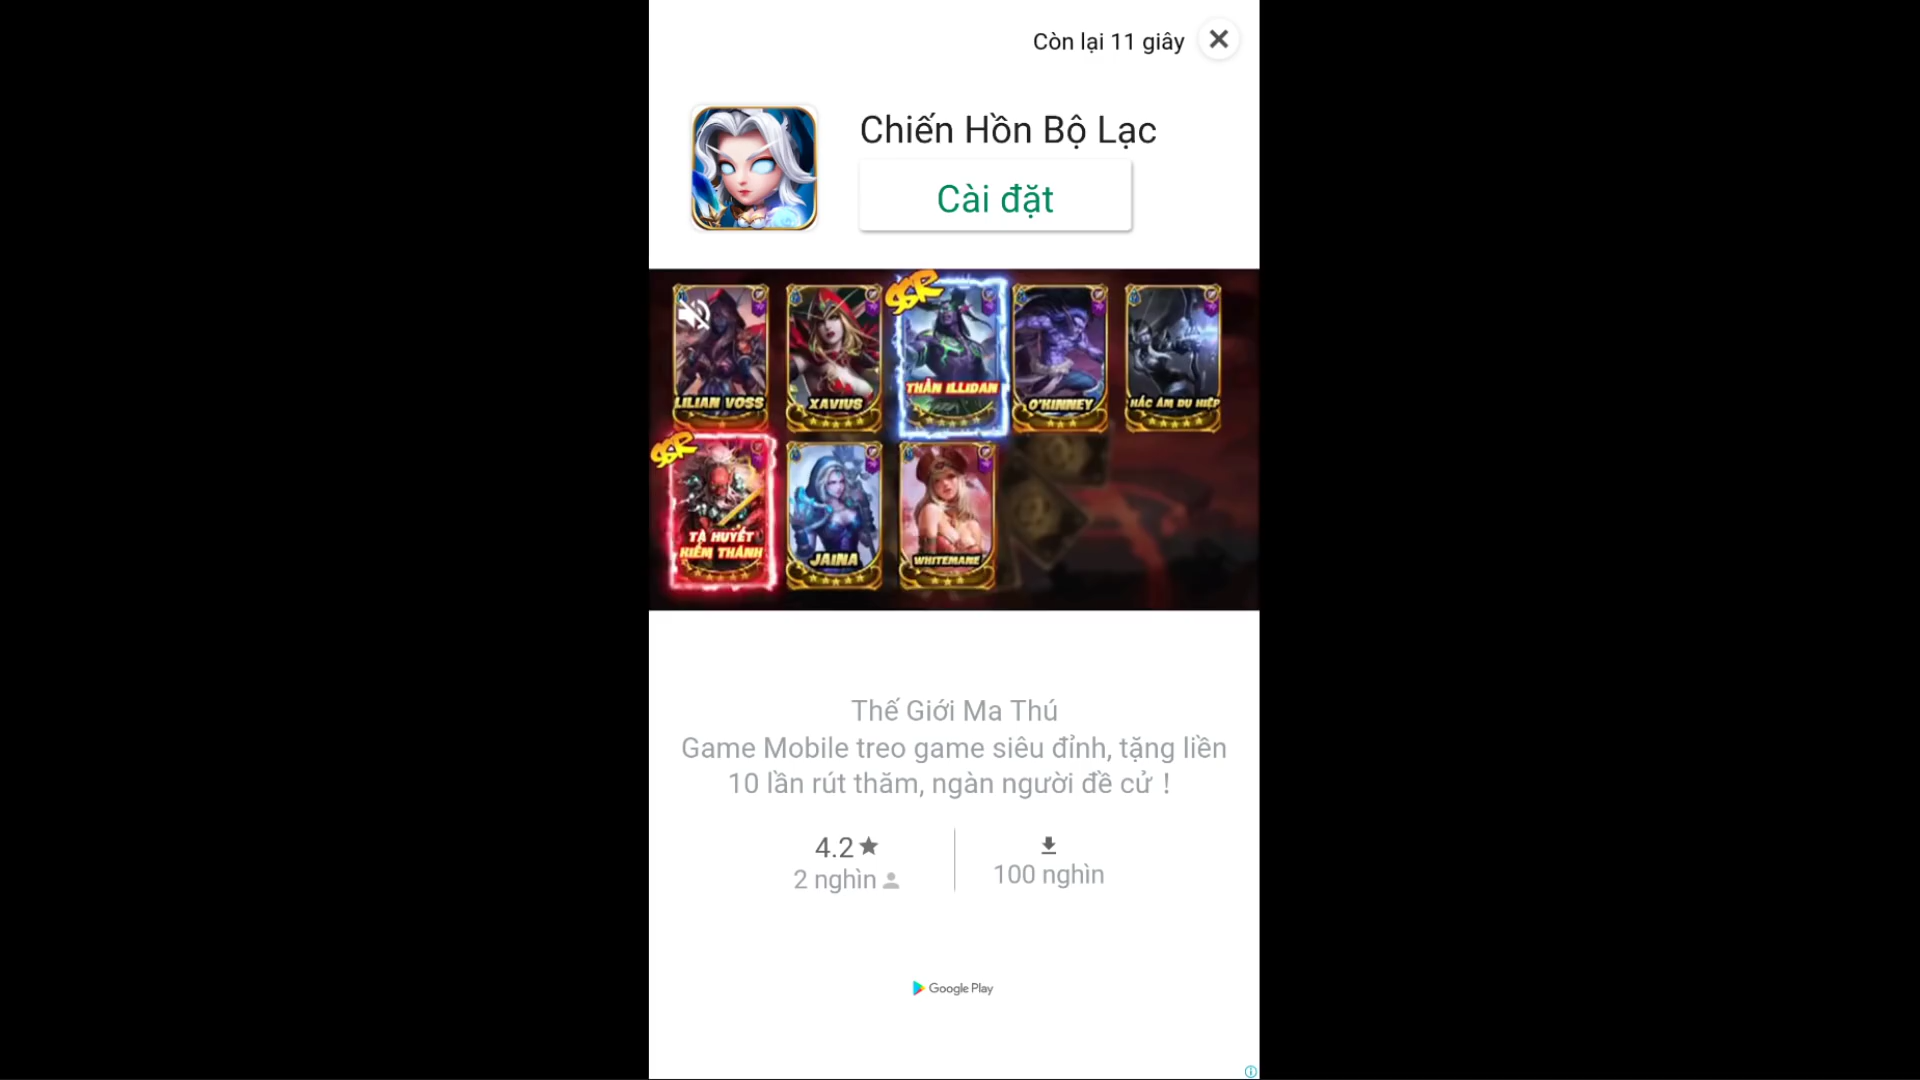 Còn lại 11 giây
Chiến Hồn Bộ Lạc
Cài đặt
SSR
LILIAN VOSS
XAVIUS
THẦN ILLIDAN
O'KINNEY
HẮC ÁM DU HIỆP
SSR
TÀ HUYẾT
KIẾM THÁNH
JAINA
WHITEMANE
Thế Giới Ma Thú
Game Mobile treo game siêu đỉnh, tặng liền
10 lần rút thăm, ngàn người đề cử !
4.2
2 nghìn
100 nghìn
Google Play